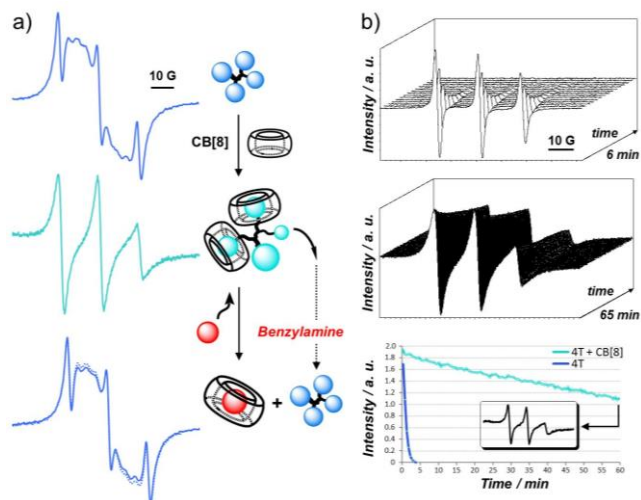 a)
10 G
CB[8]
Benzylamine
+
b)
Intensity / a. u.
10 G
time
6 min
Intensity / a. u.
time
65 min
Intensity / a. u.
2.0
1.8
1.6
1.4
1.2
1.0
0.8
0.6
0.4
0.2
0
4T + CB[8]
4T
0 5 10 15 20 25 30 35 40 45 50 55 60
Time / min